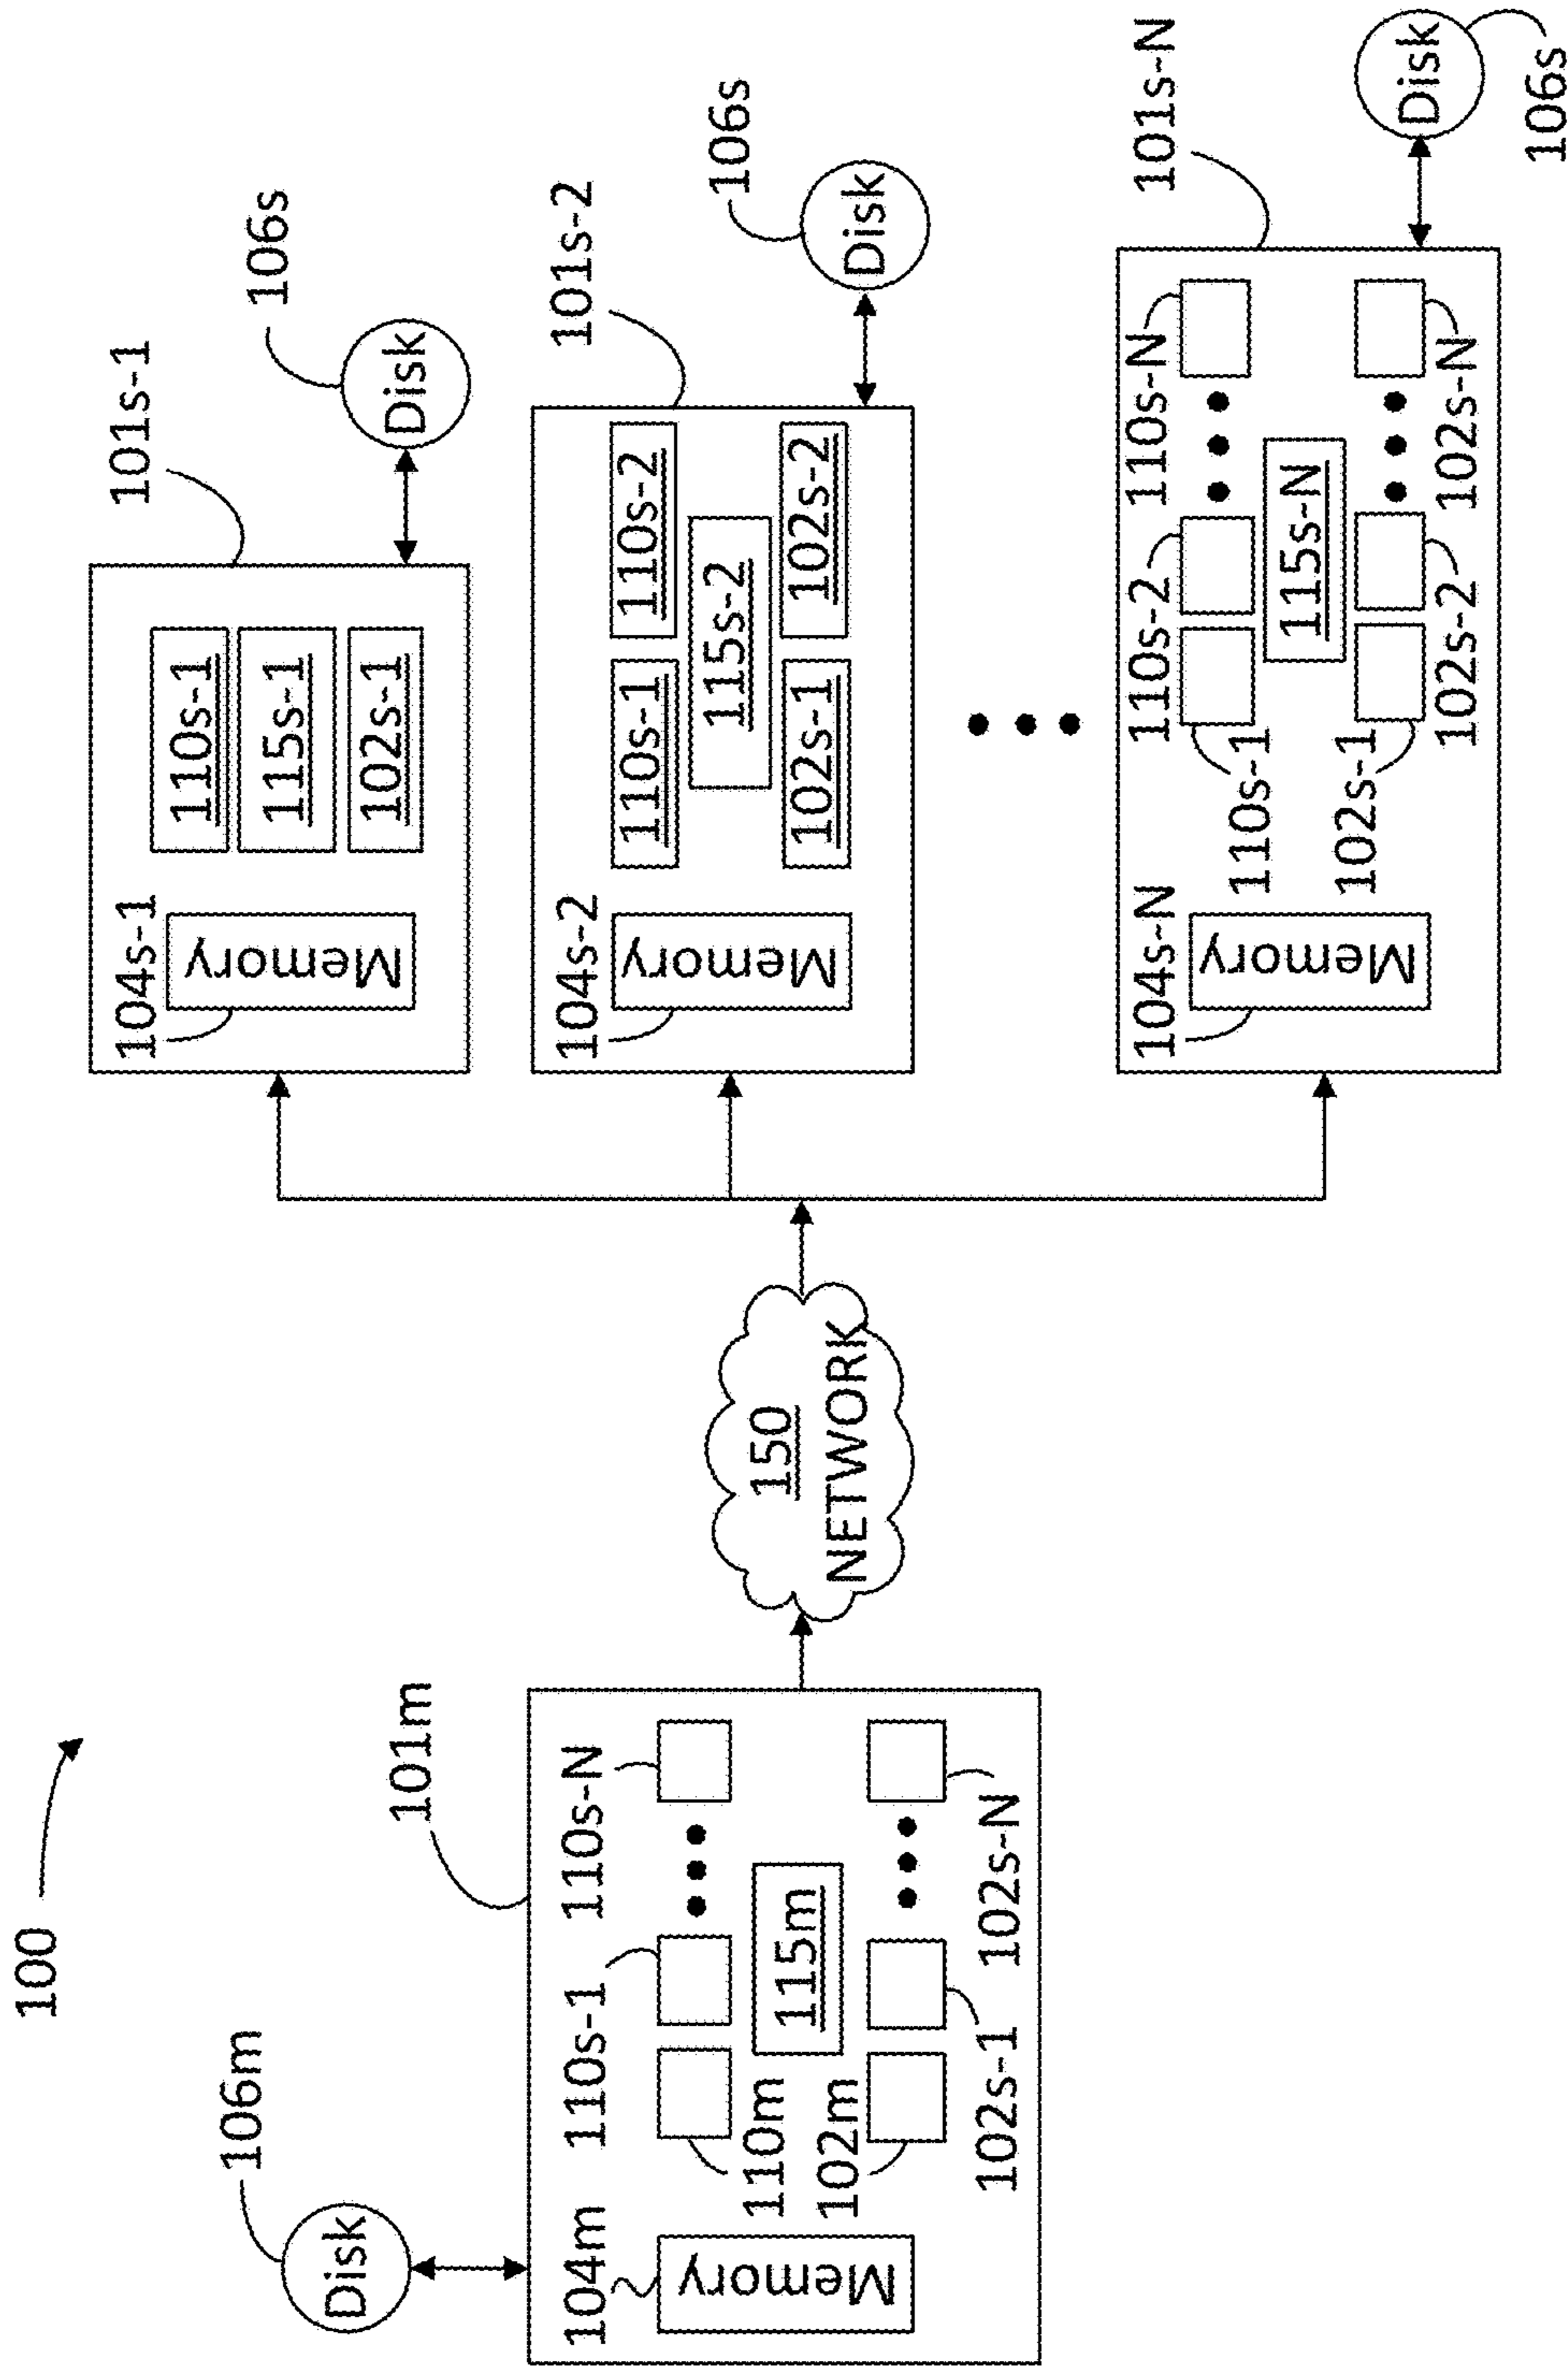 100
106m
Disk
101m
104m
Memory
110s-1
110s-N
110m
115m
102m
102s-1
102s-N
150
NETWORK
101s-1
106s
Disk
104s-1
Memory
110s-1
115s-1
102s-1
101s-2
106s
Disk
104s-2
Memory
110s-1
110s-2
115s-2
102s-1
102s-2
101s-N
Disk
106s
104s-N
Memory
110s-2
110s-N
110s-1
115s-N
102s-1
102s-2
102s-N